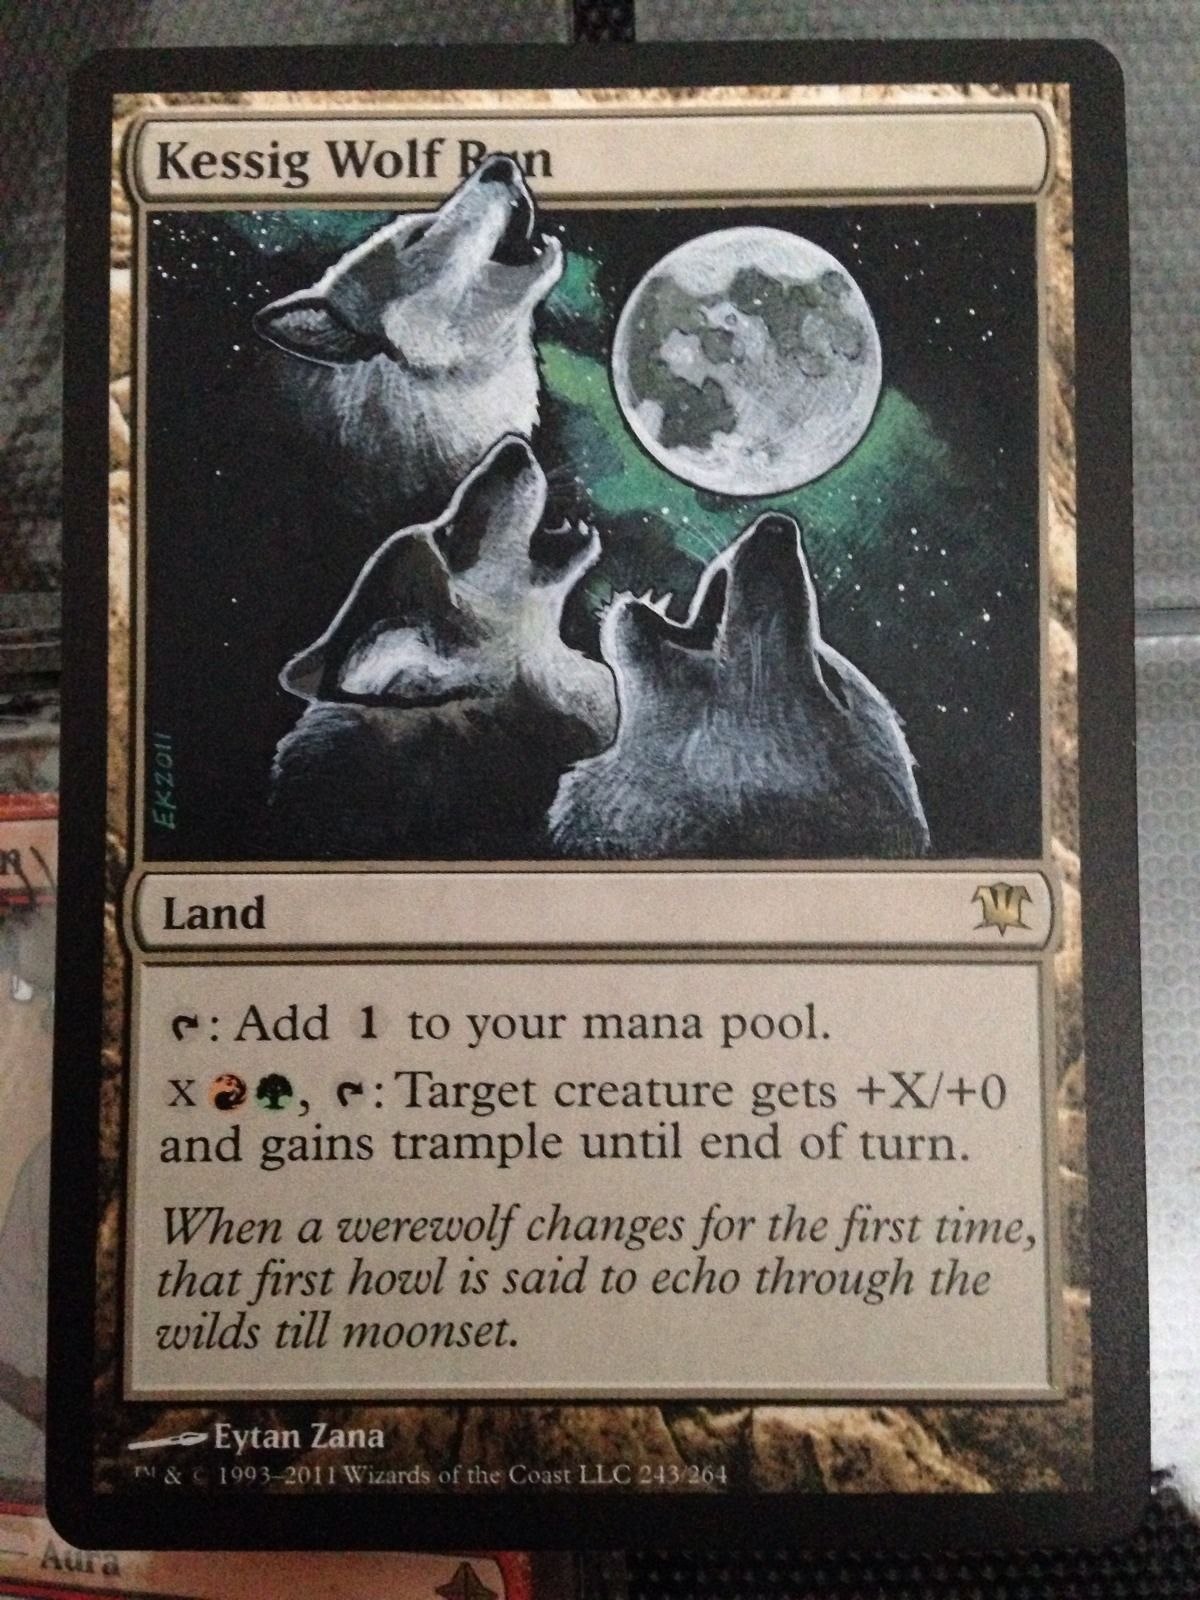 Kessig Wolf Run
EK2011
Land
: Add 1 to your mana pool.
X , : Target creature gets +X/+0
and gains trample until end of turn.
When a werewolf changes for the first time,
that first howl is said to echo through the
wilds till moonset.
Eytan Zana
™ & © 1993–2011 Wizards of the Coast LLC 243/264
— Aura